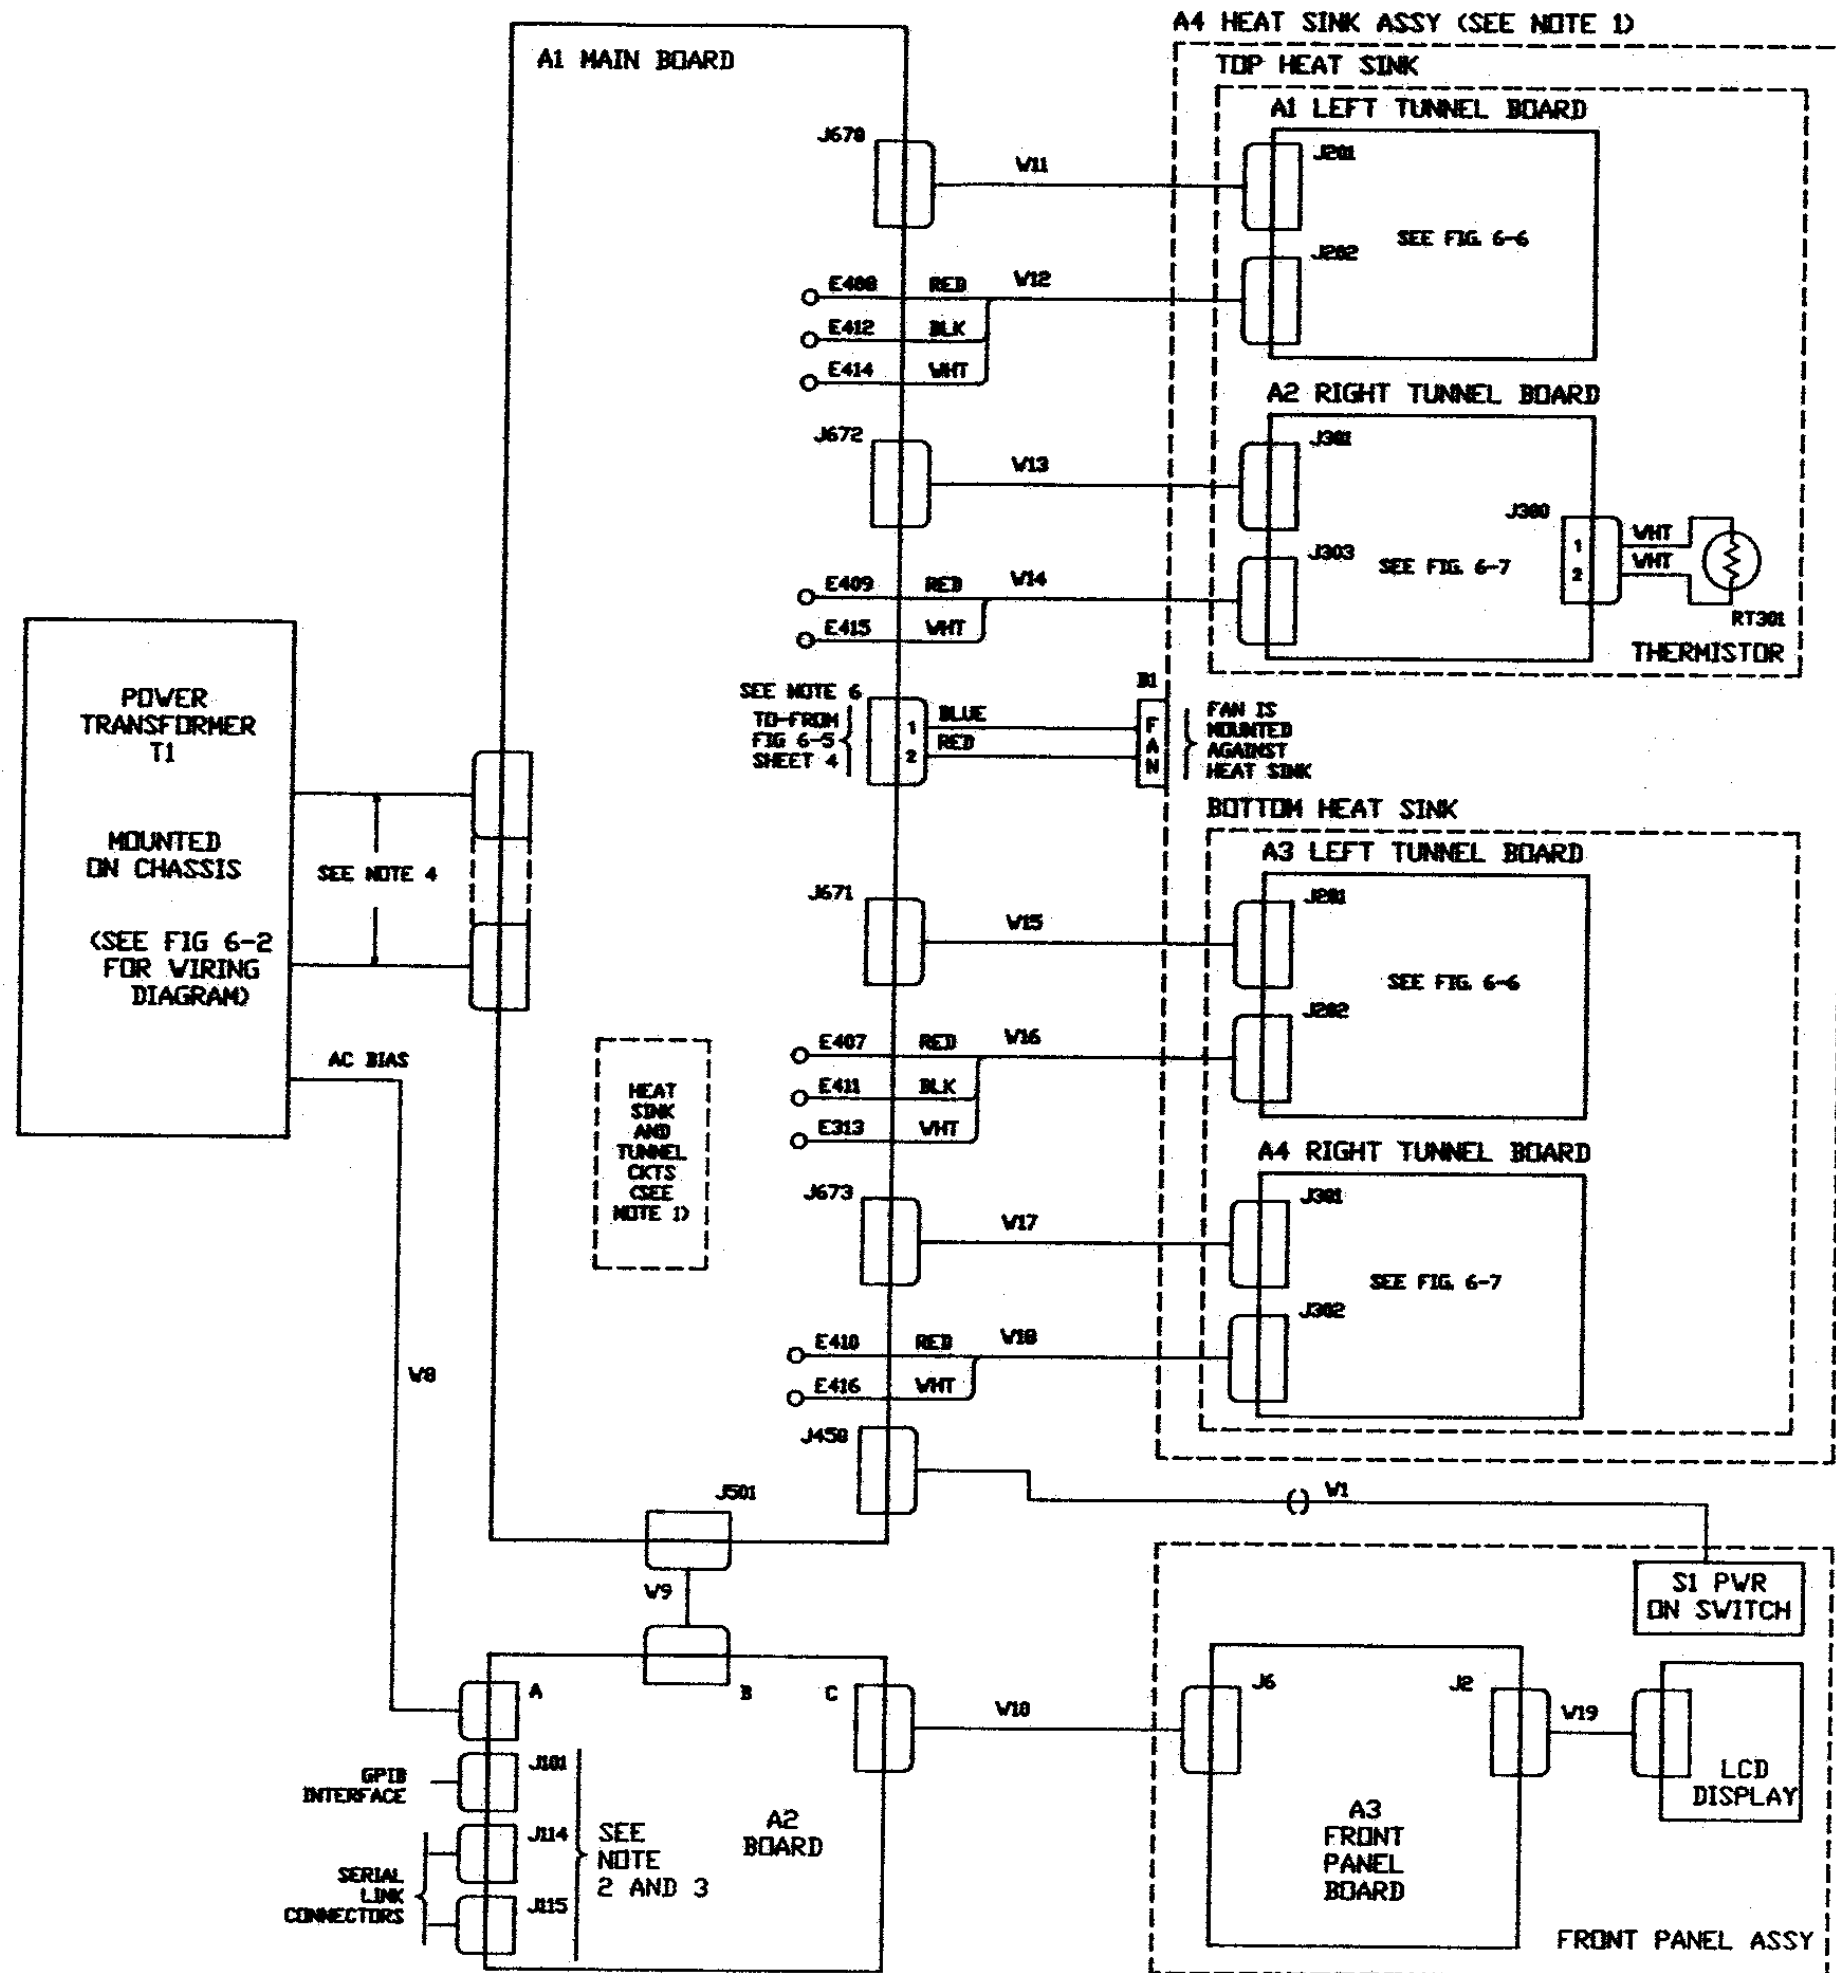 A4 HEAT SINK ASSY (SEE NOTE 1)
A1 MAIN BOARD
TOP HEAT SINK
A1 LEFT TUNNEL BOARD
J670
W11
J201
SEE FIG. 6-6
J202
E408
RED
W12
E412
BLK
E414
WHT
A2 RIGHT TUNNEL BOARD
J672
W13
J301
J300
1
2
WHT
WHT
J303
SEE FIG. 6-7
E409
RED
W14
E415
WHT
RT301
THERMISTOR
SEE NOTE 6
TO-FROM
FIG 6-5
SHEET 4
1
2
BLUE
RED
B1
F
A
N
FAN IS
MOUNTED
AGAINST
HEAT SINK
POWER
TRANSFORMER
T1
MOUNTED
ON CHASSIS
(SEE FIG 6-2
FOR WIRING
DIAGRAM)
SEE NOTE 4
BOTTOM HEAT SINK
A3 LEFT TUNNEL BOARD
J671
W15
J201
SEE FIG. 6-6
J202
AC BIAS
HEAT
SINK
AND
TUNNEL
CKTS
(SEE
NOTE 1)
E407
RED
W16
E411
BLK
E313
WHT
A4 RIGHT TUNNEL BOARD
J673
W17
J301
SEE FIG. 6-7
J302
E410
RED
W18
E416
WHT
W8
J450
J501
W1
W9
S1 PWR
ON SWITCH
A
B
C
W10
J6
J2
W19
LCD
DISPLAY
GPIB
INTERFACE
J101
J114
J115
SERIAL
LINK
CONNECTORS
SEE
NOTE
2 AND 3
A2
BOARD
A3
FRONT
PANEL
BOARD
FRONT PANEL ASSY